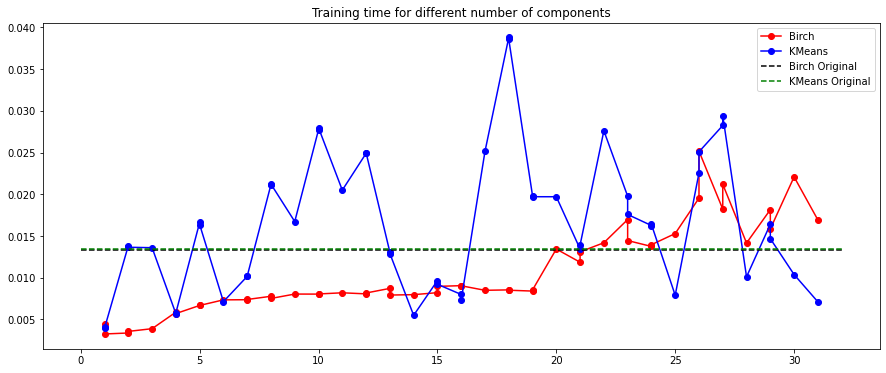 Training time for different number of components
0.040
0.035
0.030
0.025
0.020
0.015
0.010
0.005
Birch
KMeans
Birch Original
KMeans Original
0 5 10 15 20 25 30